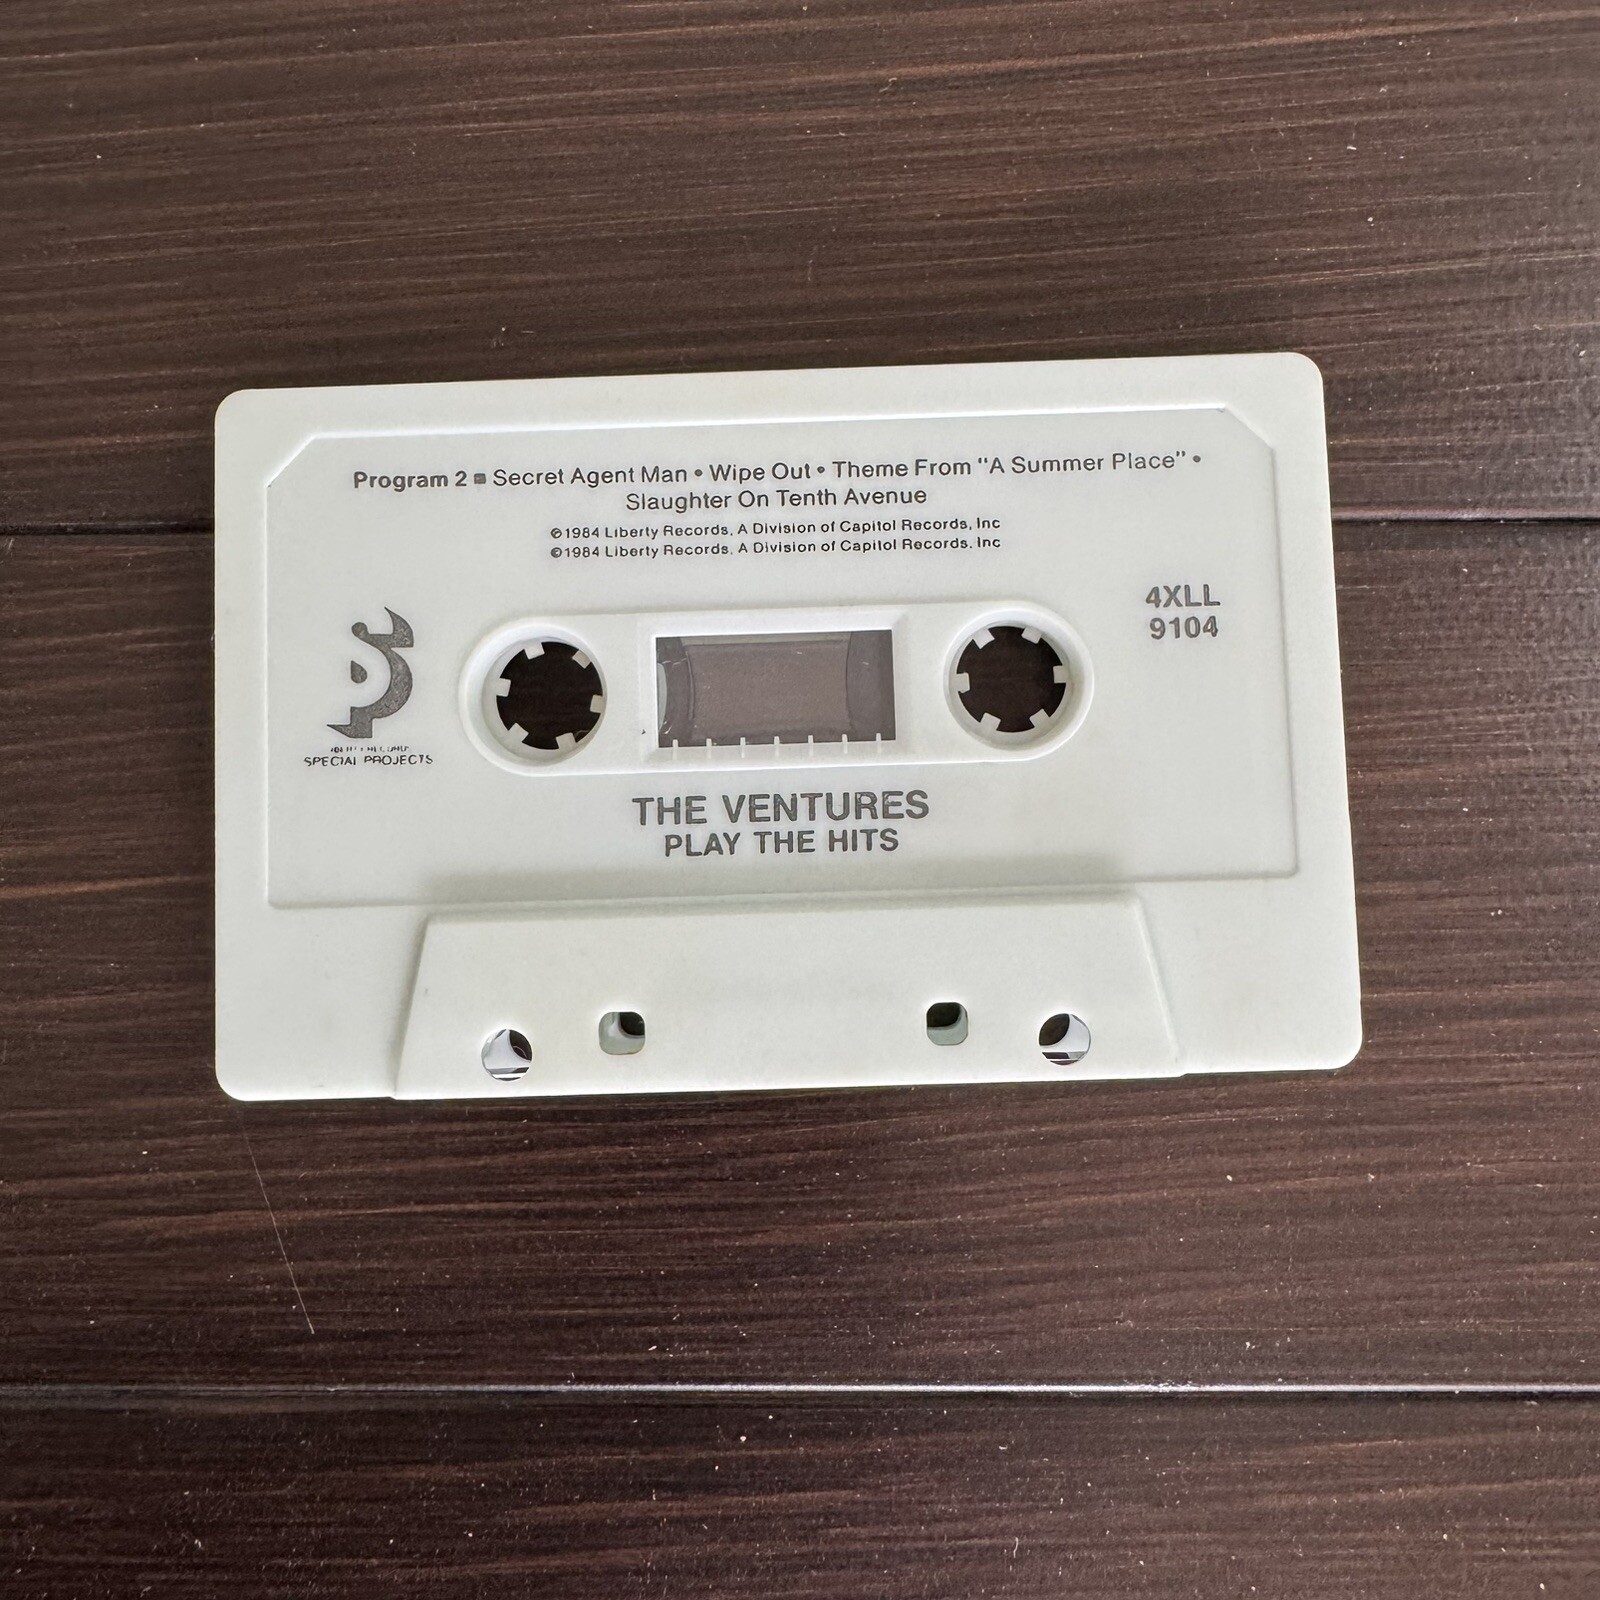 Program 2 ■ Secret Agent Man • Wipe Out • Theme From "A Summer Place" •
Slaughter On Tenth Avenue
℗1984 Liberty Records, A Division of Capitol Records, Inc
©1984 Liberty Records, A Division of Capitol Records, Inc
4XLL
9104
SPECIAL PROJECTS
THE VENTURES
PLAY THE HITS